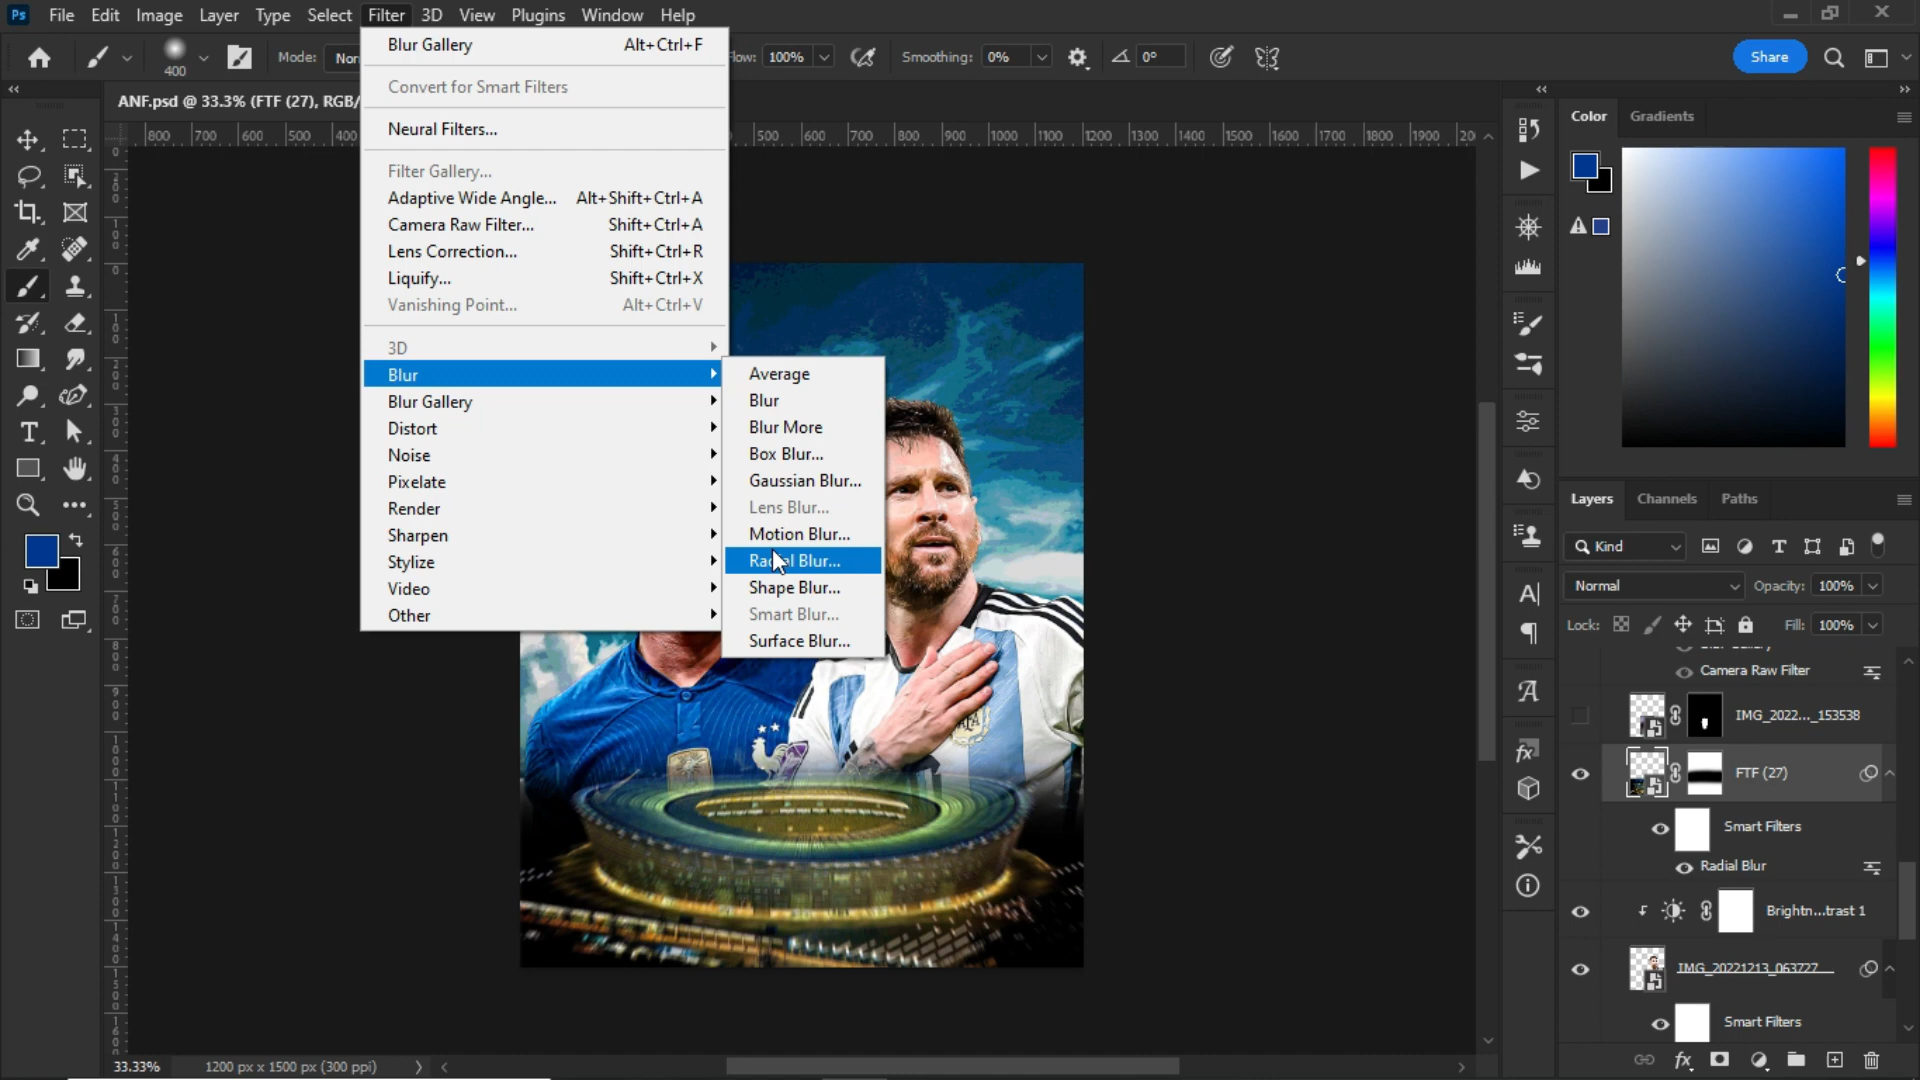 Ps File Edit Image Layer Type Select Filter 3D View Plugins Window Help
400 Mode: Flow: 100% Smoothing: 0% 0° Share
ANF.psd @ 33.3% (FTF (27), RGB/
800 700 600 500 400 500 600 700 800 900 1000 1100 1200 1300 1400 1500 1600 1700 1800 1900
Blur Gallery Alt+Ctrl+F
Convert for Smart Filters
Neural Filters...
Filter Gallery...
Adaptive Wide Angle... Alt+Shift+Ctrl+A
Camera Raw Filter... Shift+Ctrl+A
Lens Correction... Shift+Ctrl+R
Liquify... Shift+Ctrl+X
Vanishing Point... Alt+Ctrl+V
3D
Blur
Blur Gallery
Distort
Noise
Pixelate
Render
Sharpen
Stylize
Video
Other
Average
Blur
Blur More
Box Blur...
Gaussian Blur...
Lens Blur...
Motion Blur...
Radial Blur...
Shape Blur...
Smart Blur...
Surface Blur...
AFA
Color Gradients
Layers Channels Paths
Kind
Normal Opacity: 100%
Lock: Fill: 100%
Camera Raw Filter
IMG_2022..._153538
FTF (27)
Smart Filters
Radial Blur
Brightn...trast 1
IMG_20221213_063727
Smart Filters
33.33% 1200 px x 1500 px (300 ppi)